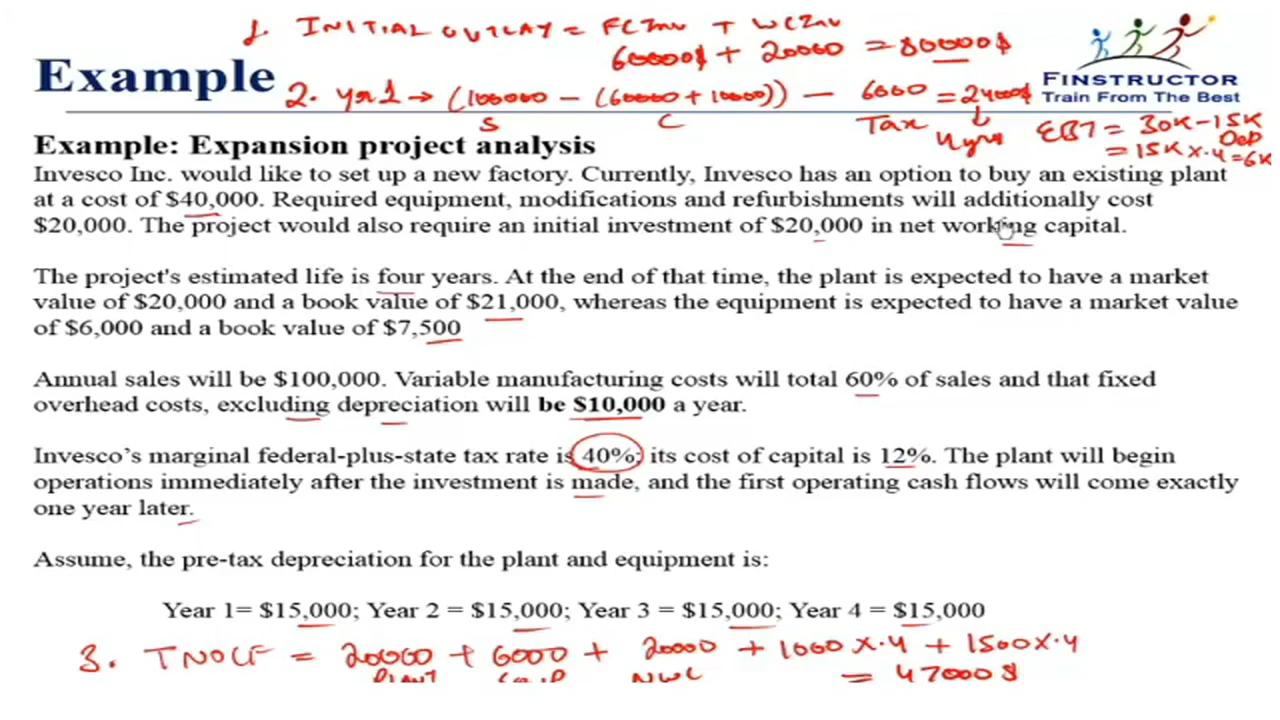 1. INITIAL OUTLAY = FCInv + WCInv
60000$ + 20000 = 80000$
Example
2. yr1 → (100000 - (60000 + 10000)) - 6000 = 24000$
S C Tax 4yrs
EBT = 30K - 15K Dep
= 15K x .4 = 6K
FINSTRUCTOR
Train From The Best
Example: Expansion project analysis
Invesco Inc. would like to set up a new factory. Currently, Invesco has an option to buy an existing plant
at a cost of $40,000. Required equipment, modifications and refurbishments will additionally cost
$20,000. The project would also require an initial investment of $20,000 in net working capital.
The project's estimated life is four years. At the end of that time, the plant is expected to have a market
value of $20,000 and a book value of $21,000, whereas the equipment is expected to have a market value
of $6,000 and a book value of $7,500
Annual sales will be $100,000. Variable manufacturing costs will total 60% of sales and that fixed
overhead costs, excluding depreciation will be $10,000 a year.
Invesco's marginal federal-plus-state tax rate is 40%; its cost of capital is 12%. The plant will begin
operations immediately after the investment is made, and the first operating cash flows will come exactly
one year later.
Assume, the pre-tax depreciation for the plant and equipment is:
Year 1= $15,000; Year 2 = $15,000; Year 3 = $15,000; Year 4 = $15,000
3. TNOCF = 20000 + 6000 + 20000 + 1000 x .4 + 1500 x .4
PLANT NWC = 47000$